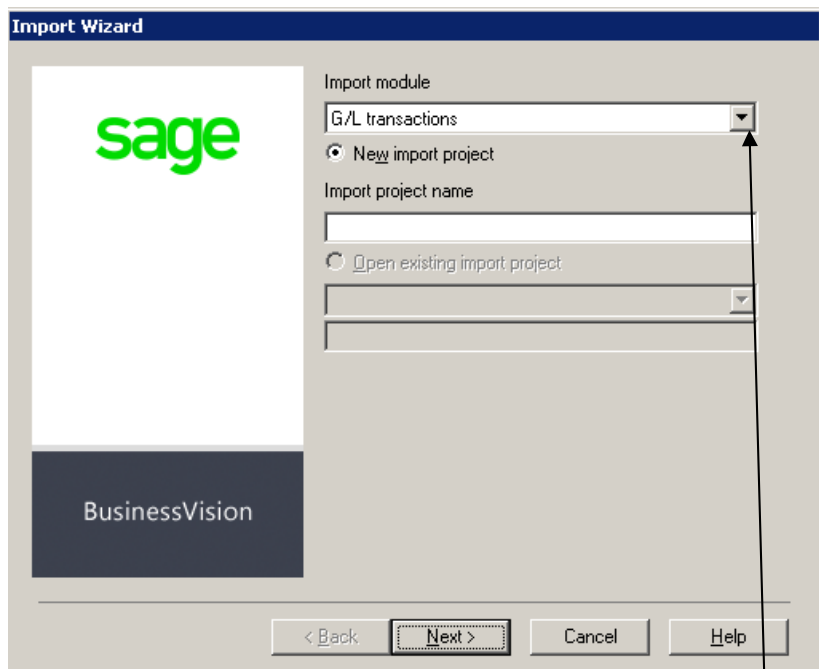 Import Wizard
sage
BusinessVision
Import module
G/L transactions
New import project
Import project name
Open existing import project
< Back
Next >
Cancel
Help